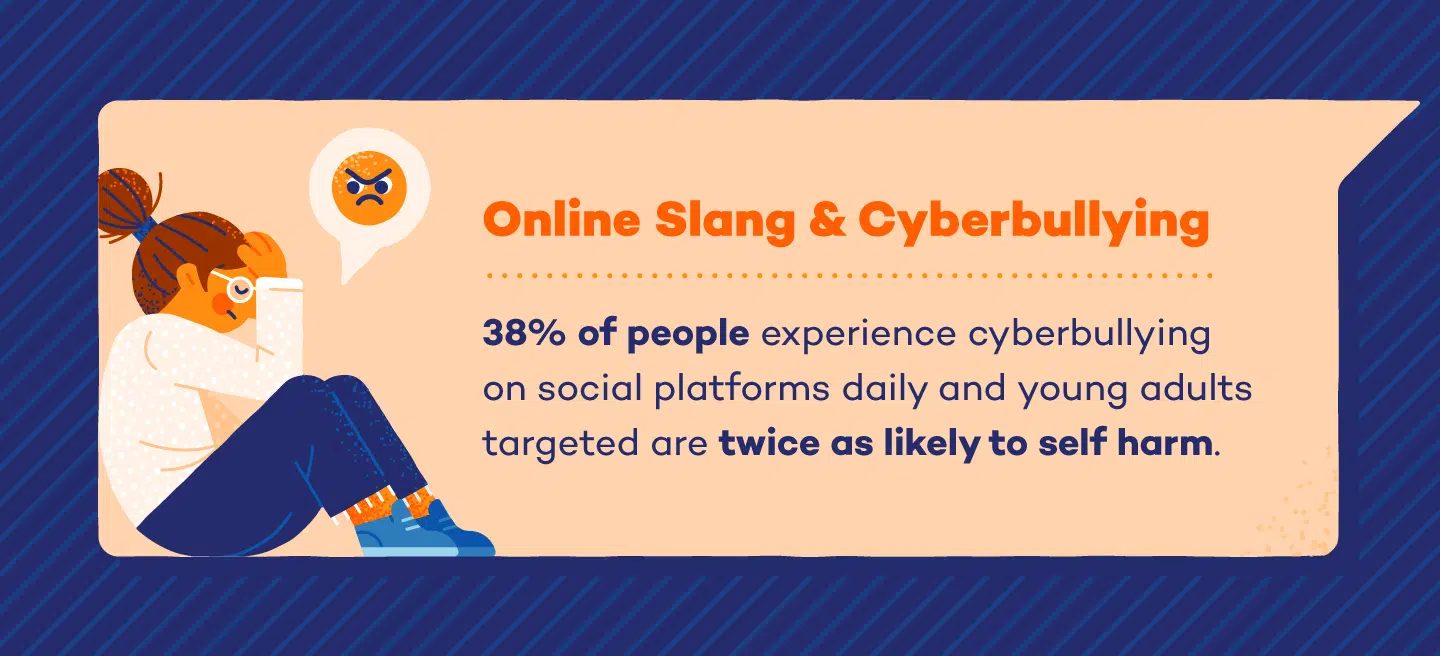 Online Slang & Cyberbullying
38% of people experience cyberbullying
on social platforms daily and young adults
targeted are twice as likely to self harm.